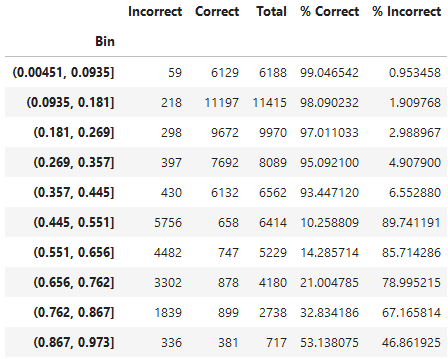 Incorrect Correct Total % Correct % Incorrect
Bin
(0.00451, 0.0935] 59 6129 6188 99.046542 0.953458
(0.0935, 0.181] 218 11197 11415 98.090232 1.909768
(0.181, 0.269] 298 9672 9970 97.011033 2.988967
(0.269, 0.357] 397 7692 8089 95.092100 4.907900
(0.357, 0.445] 430 6132 6562 93.447120 6.552880
(0.445, 0.551] 5756 658 6414 10.258809 89.741191
(0.551, 0.656] 4482 747 5229 14.285714 85.714286
(0.656, 0.762] 3302 878 4180 21.004785 78.995215
(0.762, 0.867] 1839 899 2738 32.834186 67.165814
(0.867, 0.973] 336 381 717 53.138075 46.861925